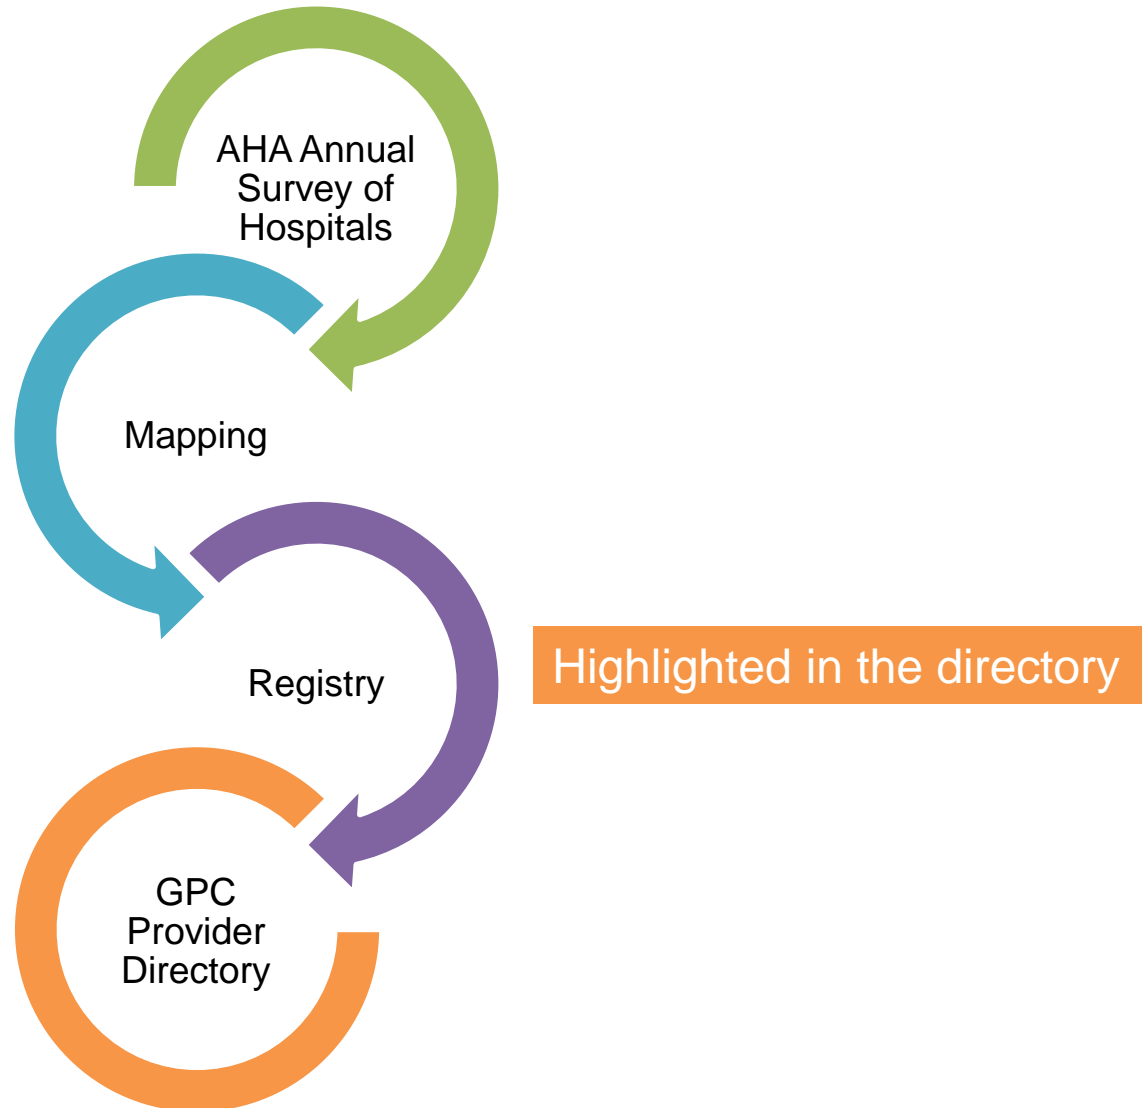 AHA Annual
Survey of
Hospitals
Mapping
Registry
Highlighted in the directory
GPC
Provider
Directory